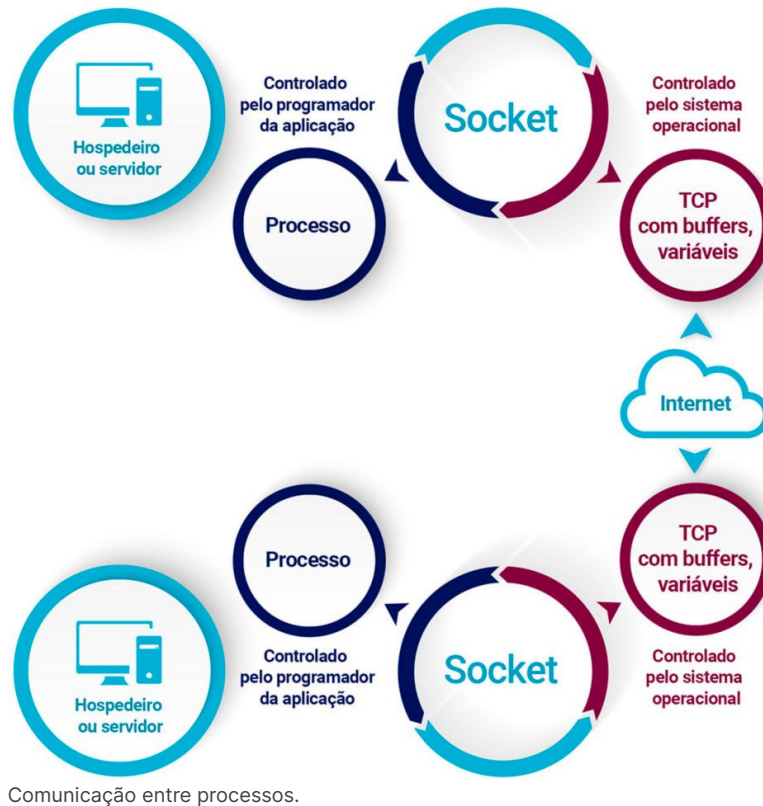 Controlado
pelo programador
da aplicação
Socket
Controlado
pelo sistema
operacional
Hospedeiro
ou servidor
Processo
TCP
com buffers,
variáveis
Internet
Processo
TCP
com buffers,
variáveis
Hospedeiro
ou servidor
Controlado
pelo programador
da aplicação
Socket
Controlado
pelo sistema
operacional
Comunicação entre processos.